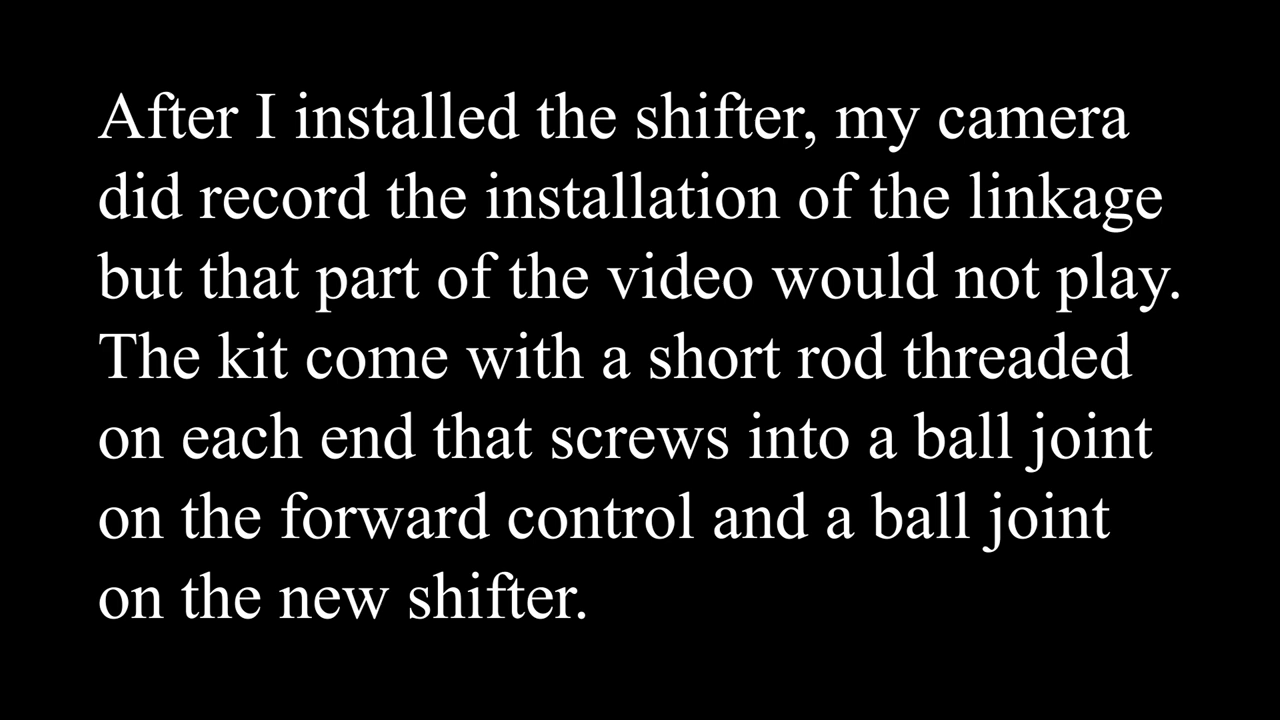 After I installed the shifter, my camera
did record the installation of the linkage
but that part of the video would not play.
The kit come with a short rod threaded
on each end that screws into a ball joint
on the forward control and a ball joint
on the new shifter.